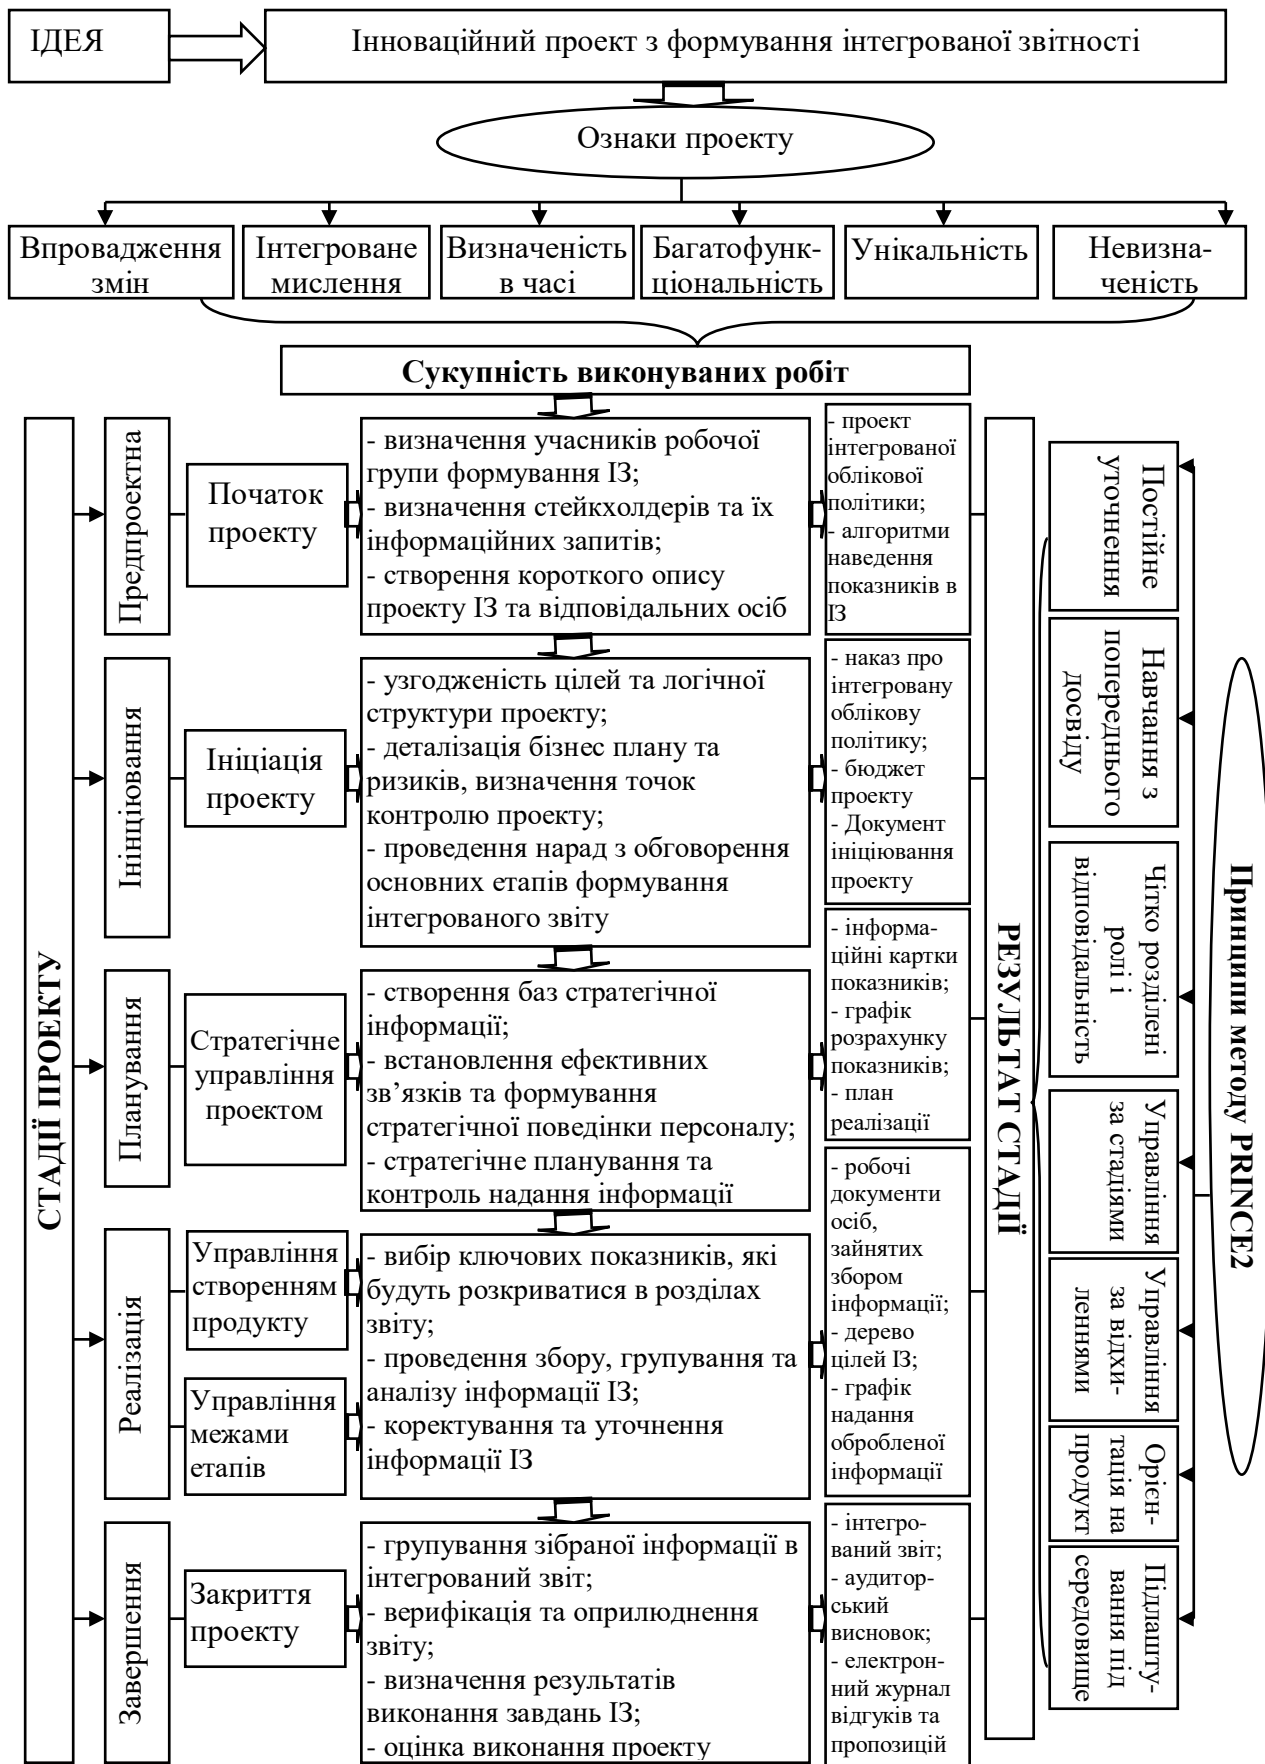 ІДЕЯ
Інноваційний проект з формування інтегрованої звітності
Ознаки проекту
Впровадження
змін
Інтегроване
мислення
Визначеність
в часі
Багатофунк-
ціональність
Унікальність
Невизна-
ченість
Сукупність виконуваних робіт
СТАДІЇ ПРОЕКТУ
Предпроектна
Початок
проекту
- визначення учасників робочої
групи формування ІЗ;
- визначення стейкхолдерів та їх
інформаційних запитів;
- створення короткого опису
проекту ІЗ та відповідальних осіб
- проект
інтегрованої
облікової
політики;
- алгоритми
наведення
показників в
ІЗ
Інінціювання
Ініціація
проекту
- узгодженість цілей та логічної
структури проекту;
- деталізація бізнес плану та
ризиків, визначення точок
контролю проекту;
- проведення нарад з обговорення
основних етапів формування
інтегрованого звіту
- наказ про
інтегровану
облікову
політику;
- бюджет
проекту
- Документ
ініціювання
проекту
Планування
Стратегічне
управління
проектом
- створення баз стратегічної
інформації;
- встановлення ефективних
зв’язків та формування
стратегічної поведінки персоналу;
- стратегічне планування та
контроль надання інформації
- інформа-
ційні картки
показників;
- графік
розрахунку
показників;
- план
реалізації
Реалізація
Управління
створенням
продукту
Управління
межами
етапів
- вибір ключових показників, які
будуть розкриватися в розділах
звіту;
- проведення збору, групування та
аналізу інформації ІЗ;
- коректування та уточнення
інформації ІЗ
- робочі
документи
осіб,
зайнятих
збором
інформації;
- дерево
цілей ІЗ;
- графік
надання
обробленої
інформації
Завершення
Закриття
проекту
- групування зібраної інформації в
інтегрований звіт;
- верифікація та оприлюднення
звіту;
- визначення результатів
виконання завдань ІЗ;
- оцінка виконання проекту
- інтегро-
ваний звіт;
- аудитор-
ський
висновок;
- електрон-
ний журнал
відгуків та
пропозицій
РЕЗУЛЬТАТ СТАДІЇ
Постійне
уточнення
Навчання з
попереднього
досвіду
Чітко розділені
ролі і
відповідальність
Управління
за стадіями
Управління
за відхи-
леннями
Орієн-
тація на
продукт
Підлашту-
вання під
середовище
Принципи методу PRINCE2